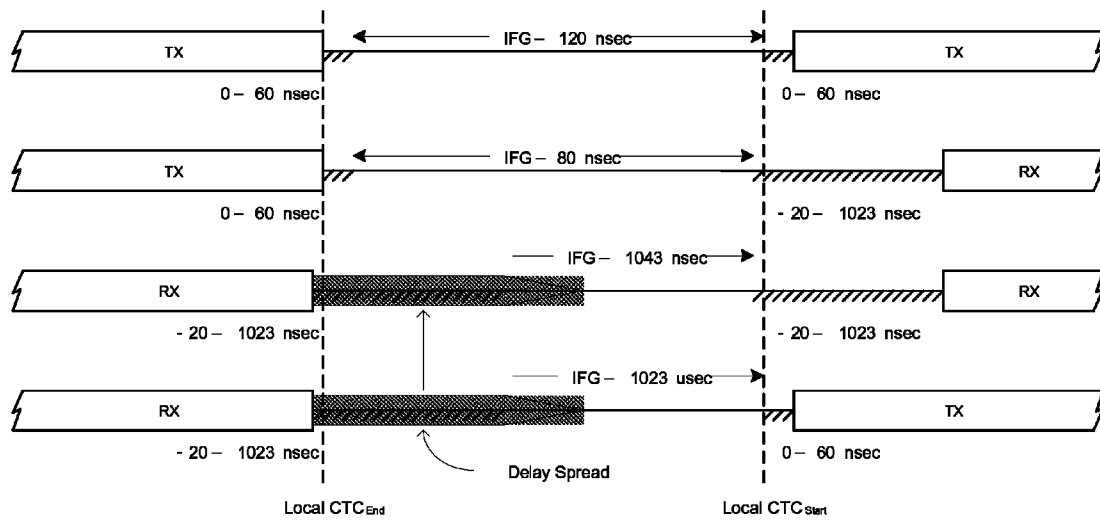 TX IFG – 120 nsec TX
0 – 60 nsec 0 – 60 nsec
TX IFG – 80 nsec RX
0 – 60 nsec - 20 – 1023 nsec
RX IFG – 1043 nsec RX
- 20 – 1023 nsec - 20 – 1023 nsec
RX IFG – 1023 usec TX
- 20 – 1023 nsec 0 – 60 nsec
Delay Spread
Local CTC End Local CTC Start